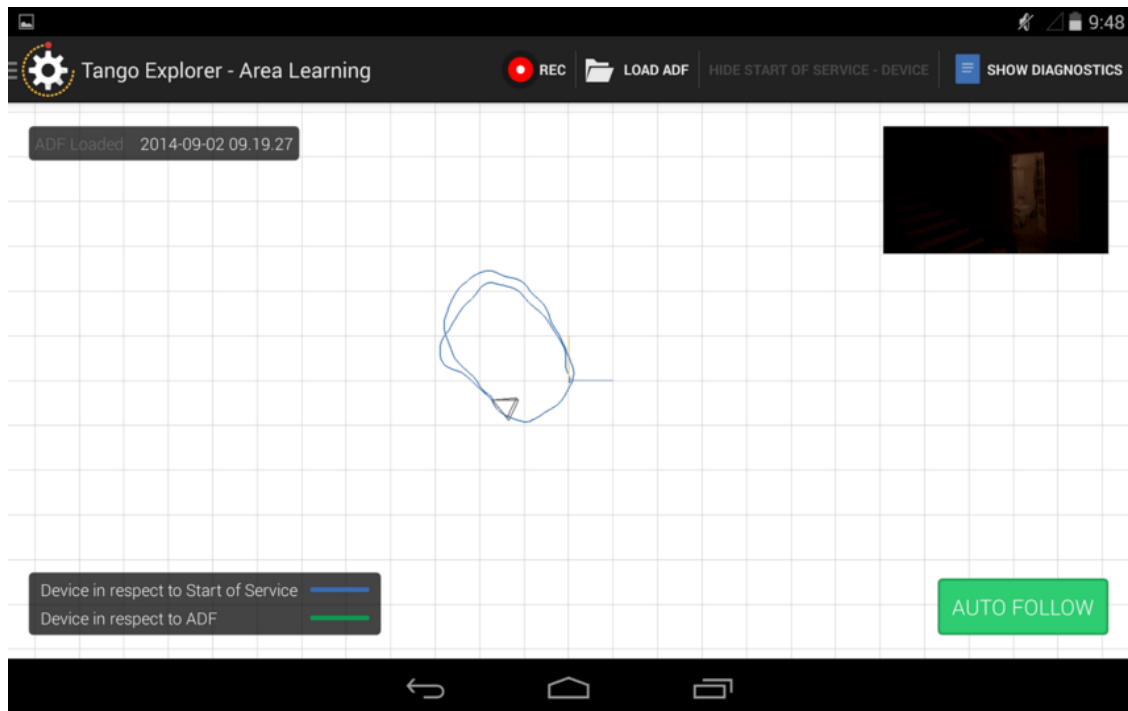 9:48
Tango Explorer - Area Learning
REC
LOAD ADF
HIDE START OF SERVICE - DEVICE
SHOW DIAGNOSTICS
ADF Loaded 2014-09-02 09.19.27
Device in respect to Start of Service
Device in respect to ADF
AUTO FOLLOW